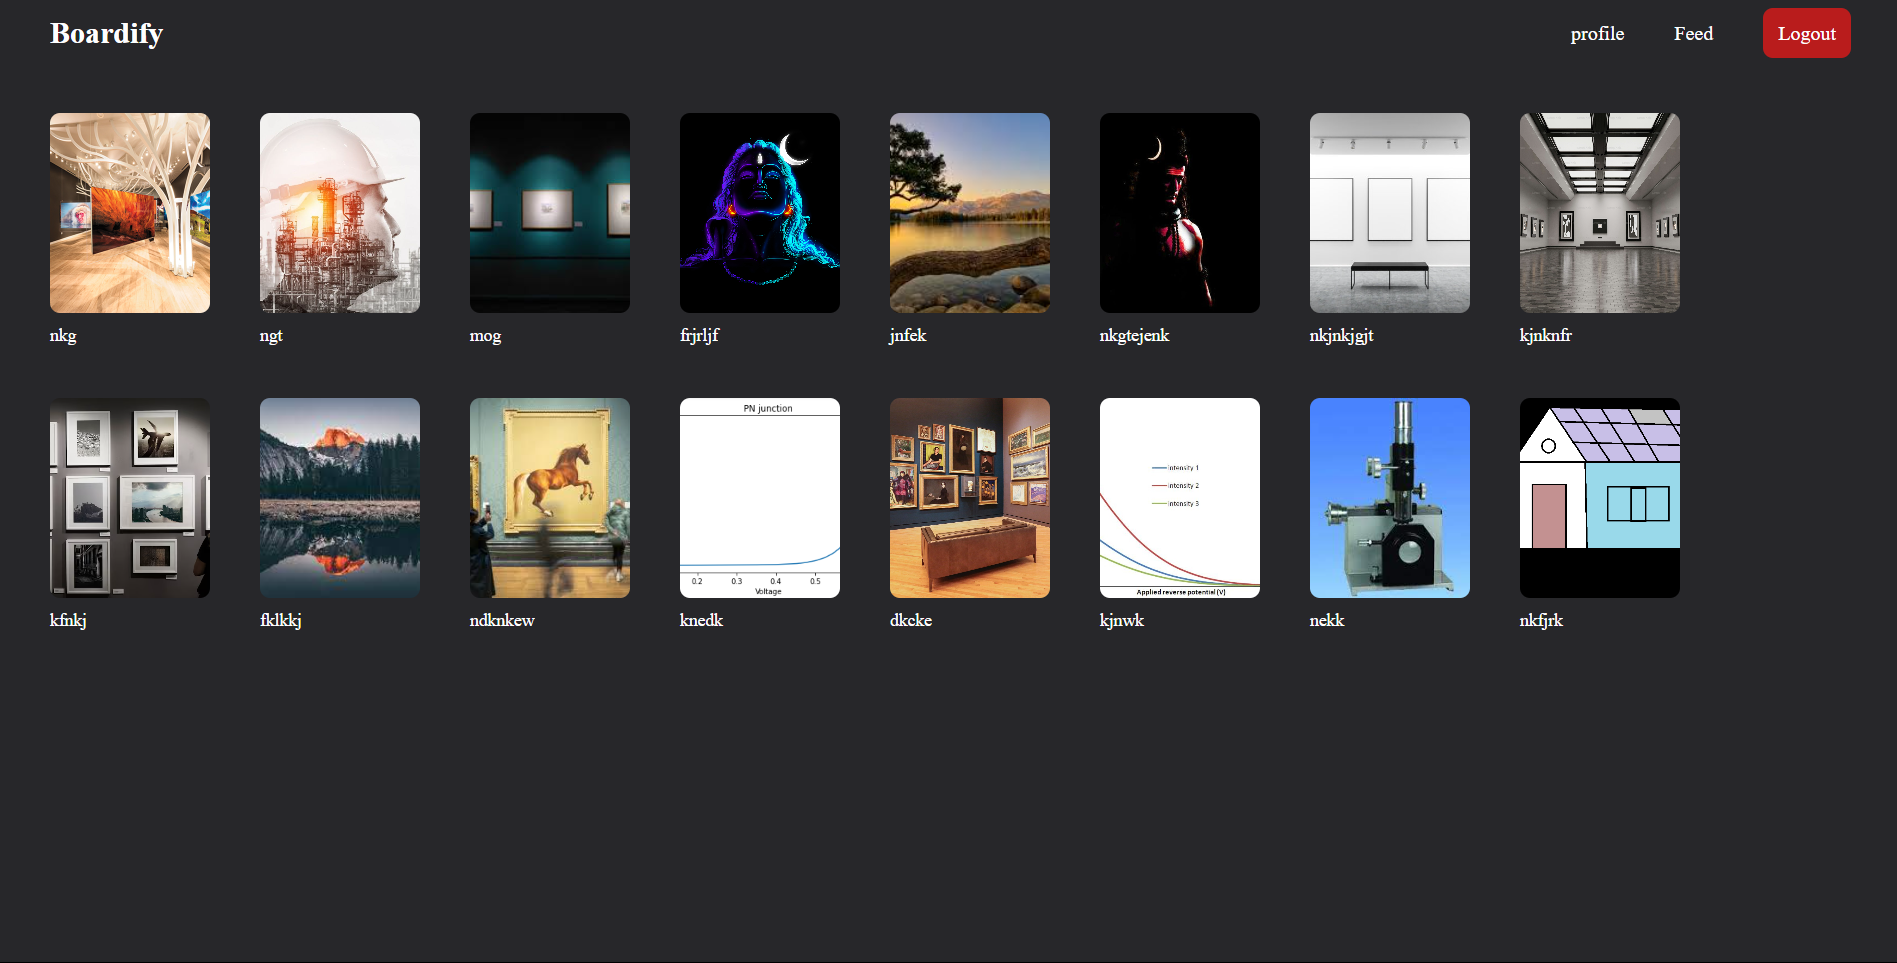 Boardify
profile
Feed
Logout
nkg
ngt
mog
frjrljf
jnfek
nkgtejenk
nkjnkjgjt
kjnknfr
PN junction
0.2 0.3 0.4 0.5
Voltage
intensity 1
intensity 2
intensity 3
Applied reverse potential (V)
kfnkj
fklkkj
ndknkew
knedk
dkcke
kjnwk
nekk
nkfjrk